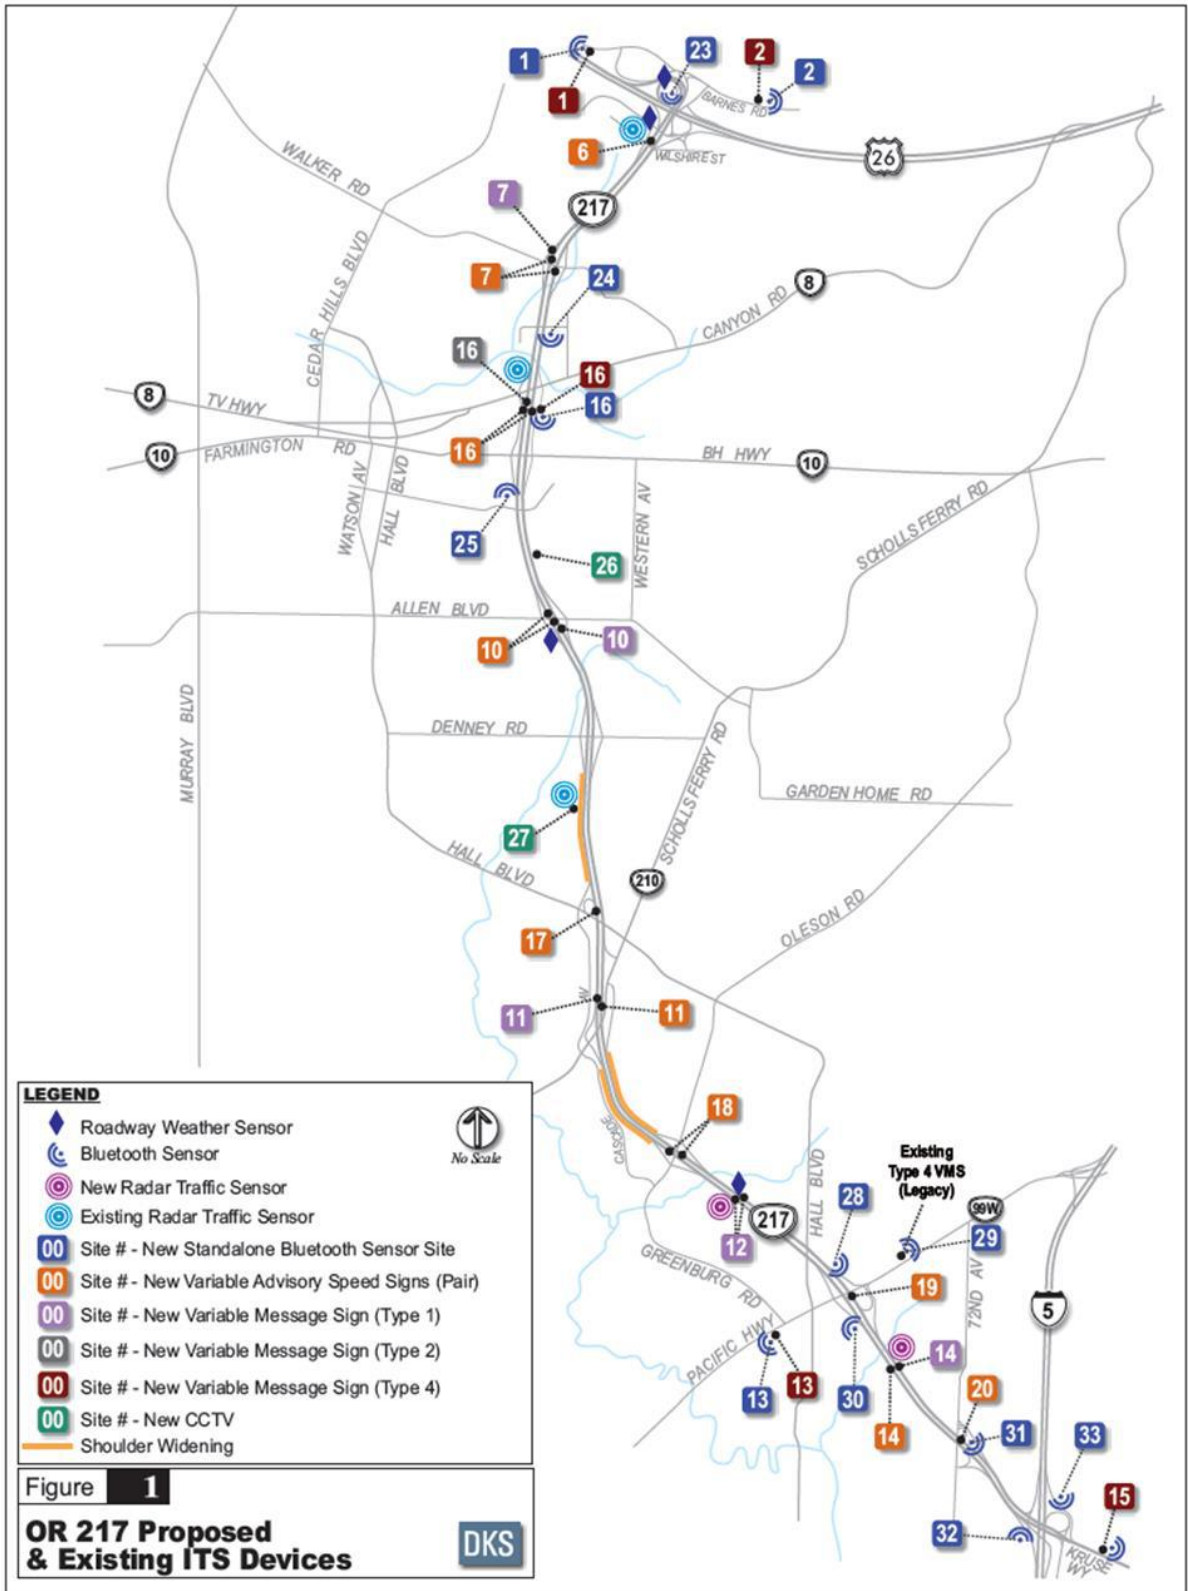 1
23
2
2
1
BARNES RD
6
WILSHIRE ST
26
WALKER RD
7
217
CEDAR HILLS BLVD
7
24
8
CANYON RD
16
16
8
TV HWY
16
10
FARMINGTON RD
16
BH HWY
10
WATSON AV
HALL BLVD
WESTERN AV
SCHOLLS FERRY RD
25
26
ALLEN BLVD
10
10
MURRAY BLVD
DENNEY RD
SCHOLLS FERRY RD
GARDEN HOME RD
27
HALL BLVD
210
OLESON RD
17
AV
11
11
CASCADE
18
HALL BLVD
Existing
Type 4 VMS
(Legacy)
28
99W
217
29
12
GREENBURG RD
72ND AV
19
5
PACIFIC HWY
14
13
13
30
20
14
31
33
15
32
KRUSE
WY
LEGEND
Roadway Weather Sensor
Bluetooth Sensor
No Scale
New Radar Traffic Sensor
Existing Radar Traffic Sensor
00 Site # - New Standalone Bluetooth Sensor Site
00 Site # - New Variable Advisory Speed Signs (Pair)
00 Site # - New Variable Message Sign (Type 1)
00 Site # - New Variable Message Sign (Type 2)
00 Site # - New Variable Message Sign (Type 4)
00 Site # - New CCTV
Shoulder Widening
Figure 1
OR 217 Proposed
& Existing ITS Devices
DKS